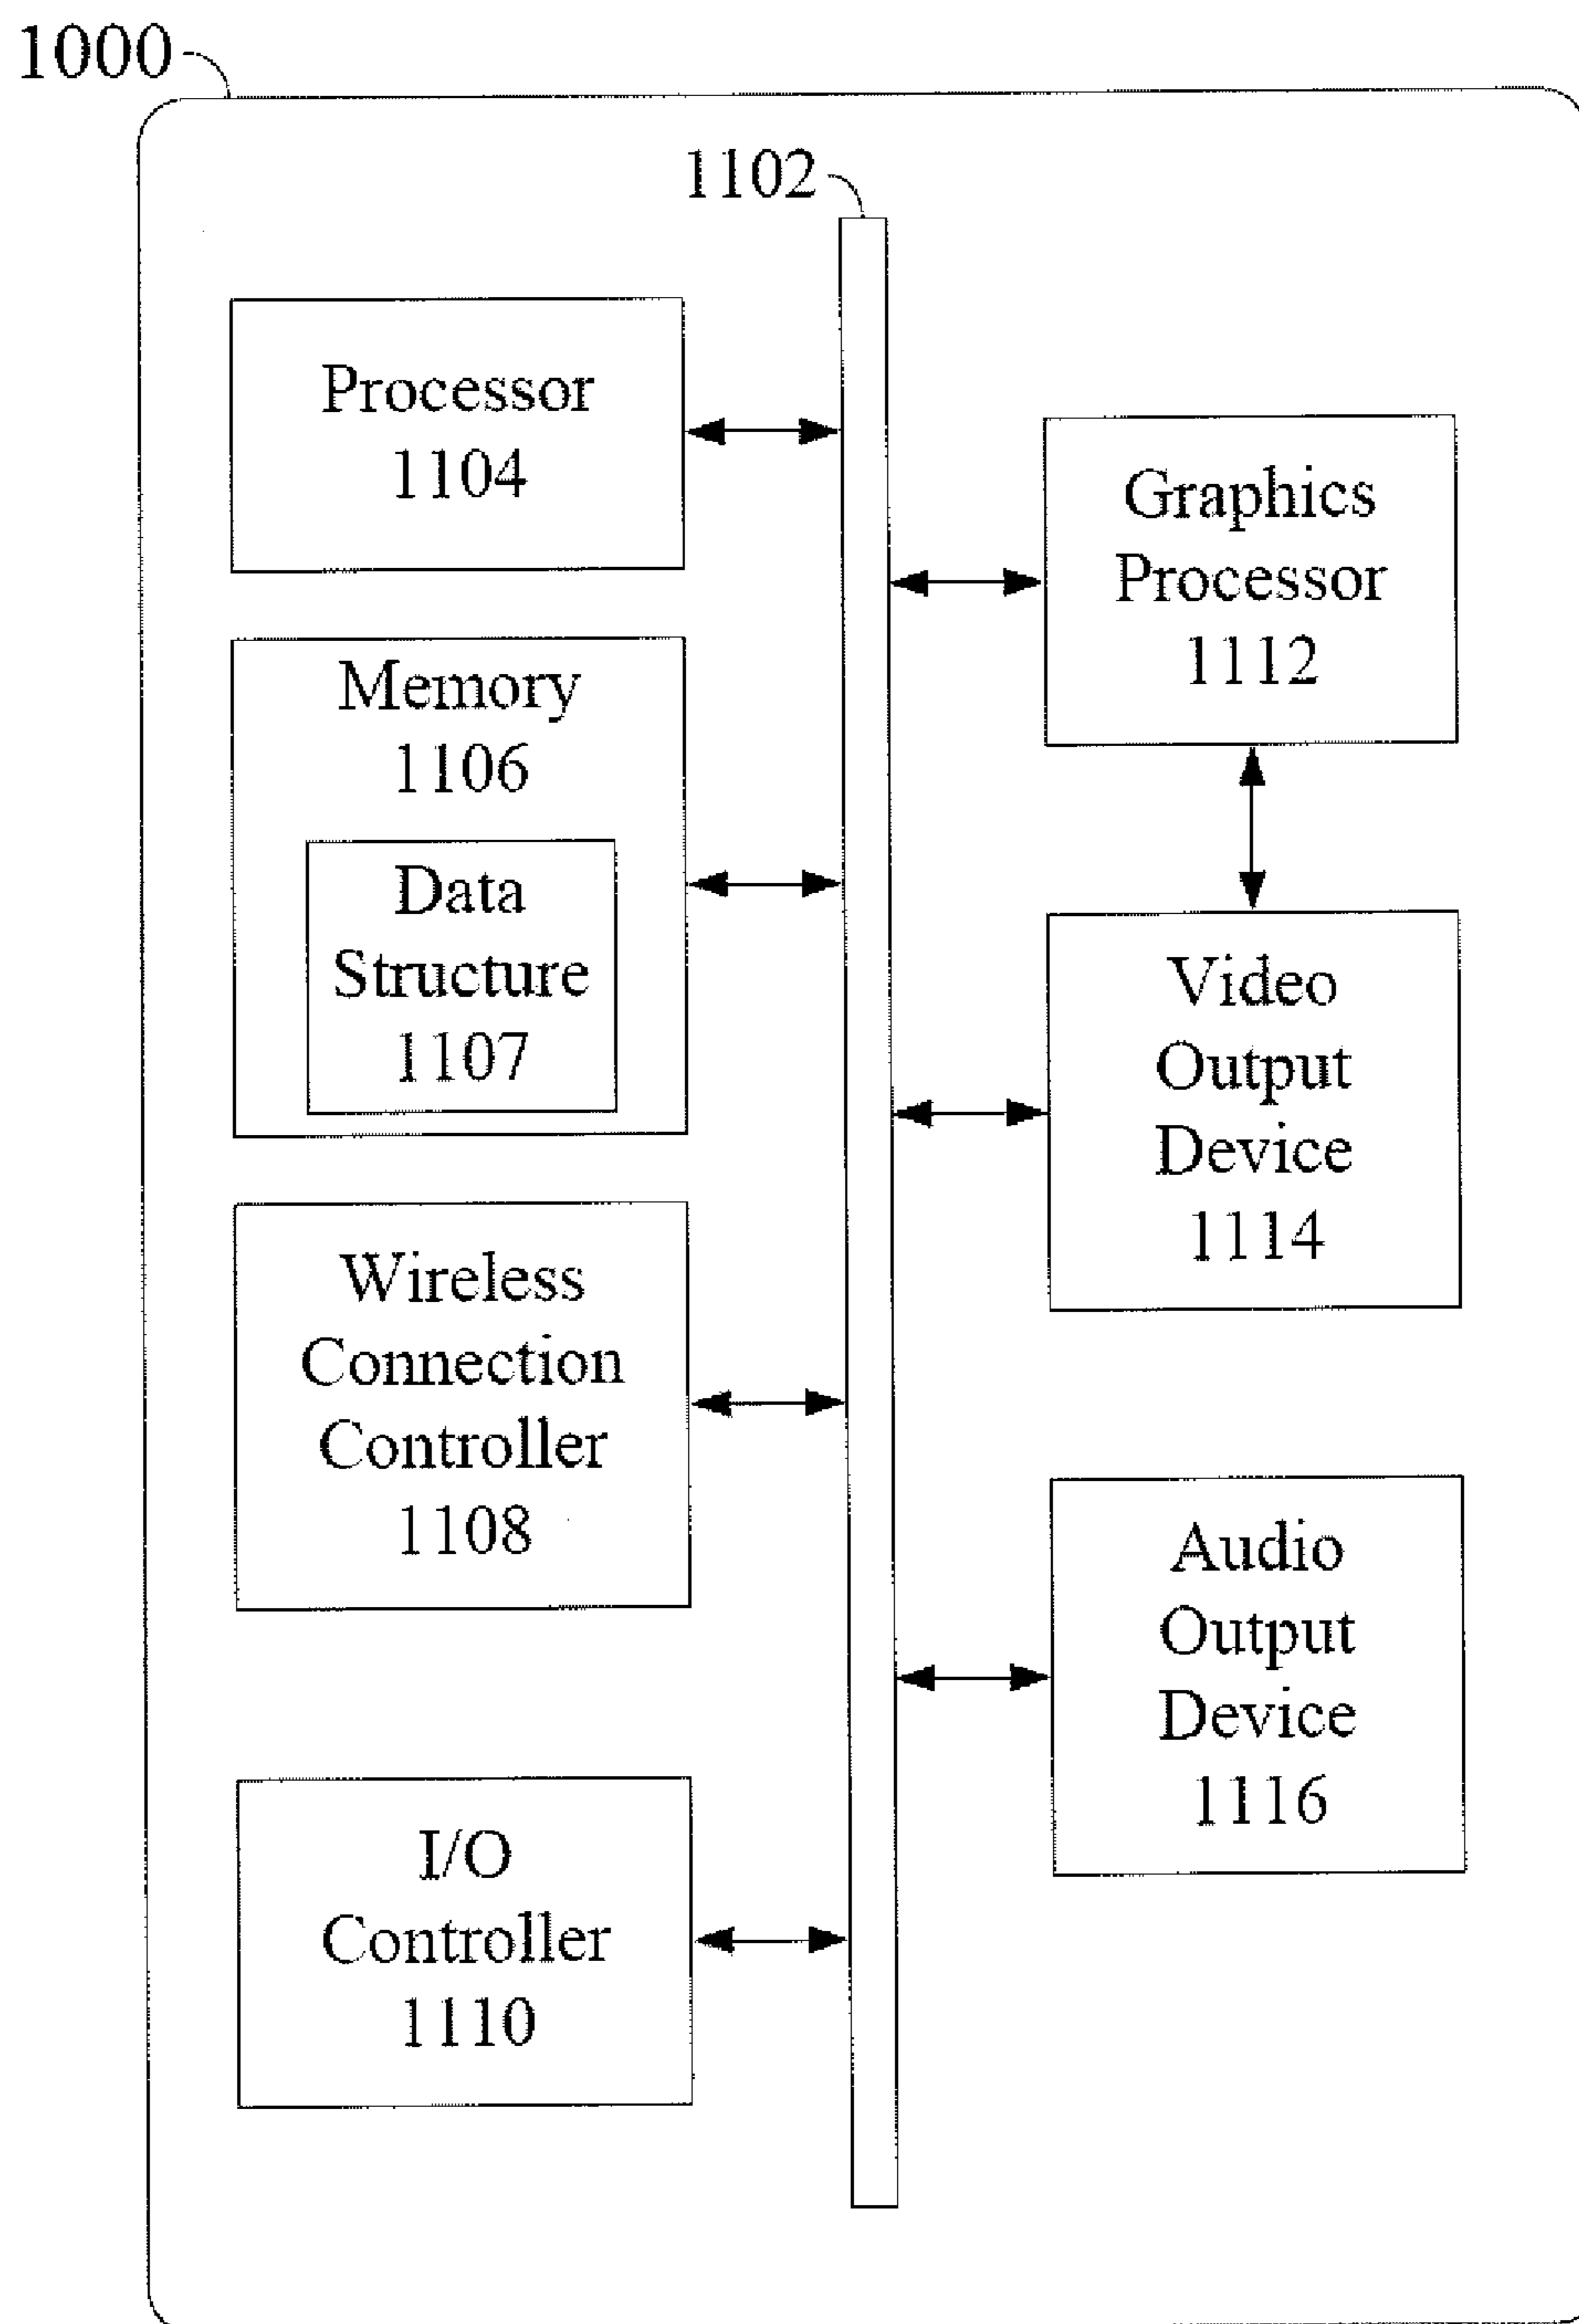 1000
1102
Processor
1104
Memory
1106
Data
Structure
1107
Wireless
Connection
Controller
1108
I/O
Controller
1110
Graphics
Processor
1112
Video
Output
Device
1114
Audio
Output
Device
1116